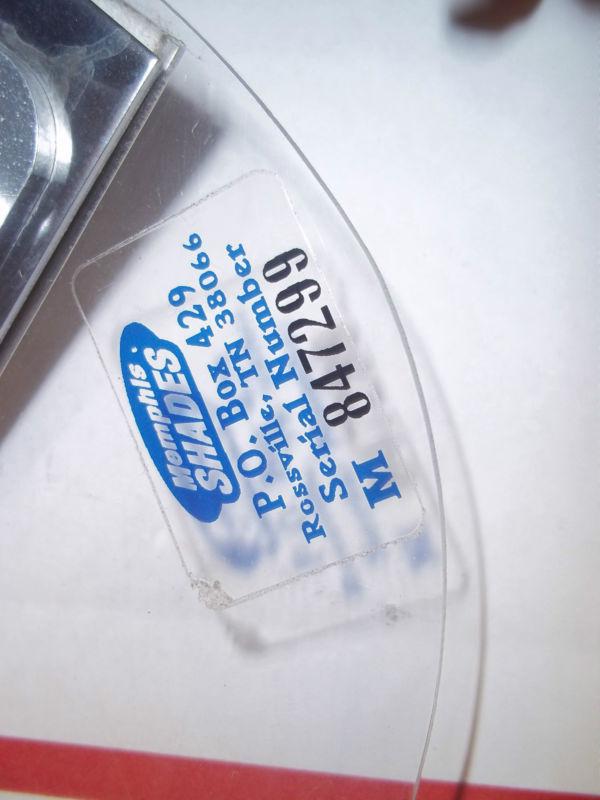 Memphis
SHADES
P.O. Box 429
Rossville, TN 38066
Serial Number
M 847299